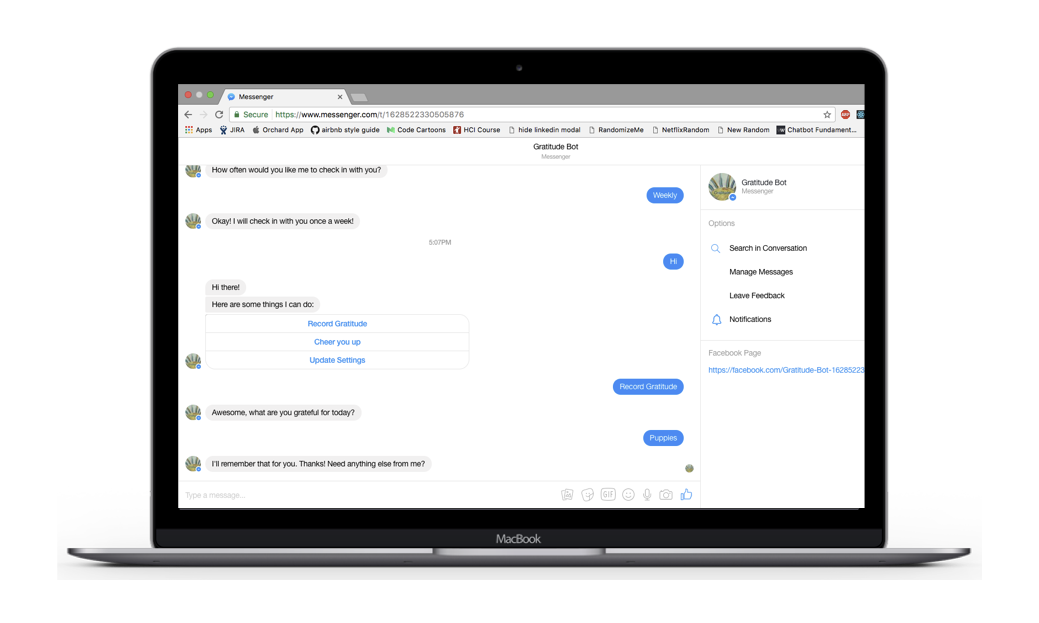 Messenger
Secure https://www.messenger.com/t/1628522330505876
ABP
Apps JIRA Orchard App airbnb style guide Code Cartoons HCI Course hide linkedin modal RandomizeMe NetflixRandom New Random Chatbot Fundament...
Gratitude Bot
Messenger
How often would you like me to check in with you?
Weekly
Okay! I will check in with you once a week!
5:07PM
Hi
Hi there!
Here are some things I can do:
Record Gratitude
Cheer you up
Update Settings
Record Gratitude
Awesome, what are you grateful for today?
Puppies
I'll remember that for you. Thanks! Need anything else from me?
Type a message...
GIF
Gratitude Bot
Messenger
Options
Search in Conversation
Manage Messages
Leave Feedback
Notifications
Facebook Page
https://facebook.com/Gratitude-Bot-16285223
MacBook